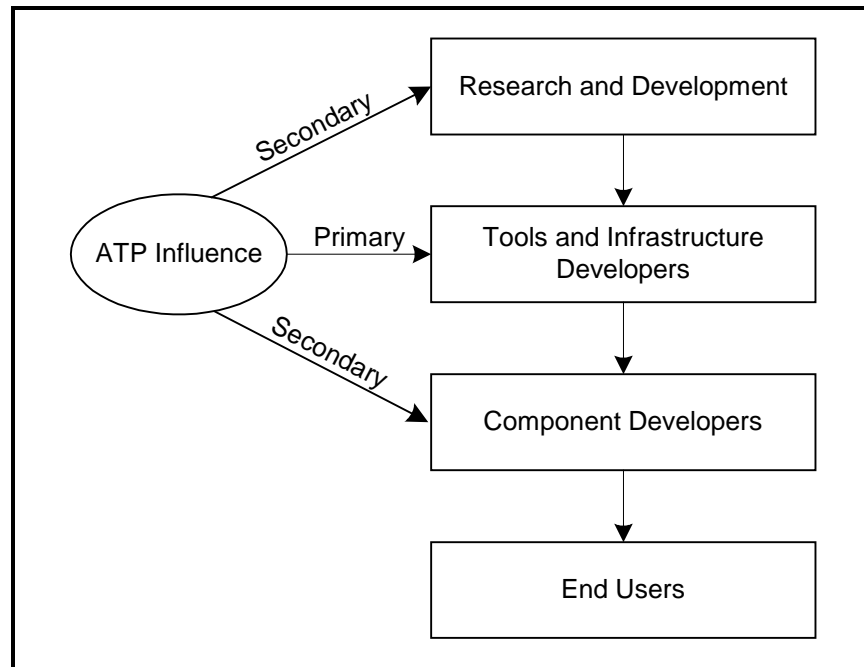 Research and Development
Secondary
ATP Influence
Primary
Tools and Infrastructure
Developers
Secondary
Component Developers
End Users